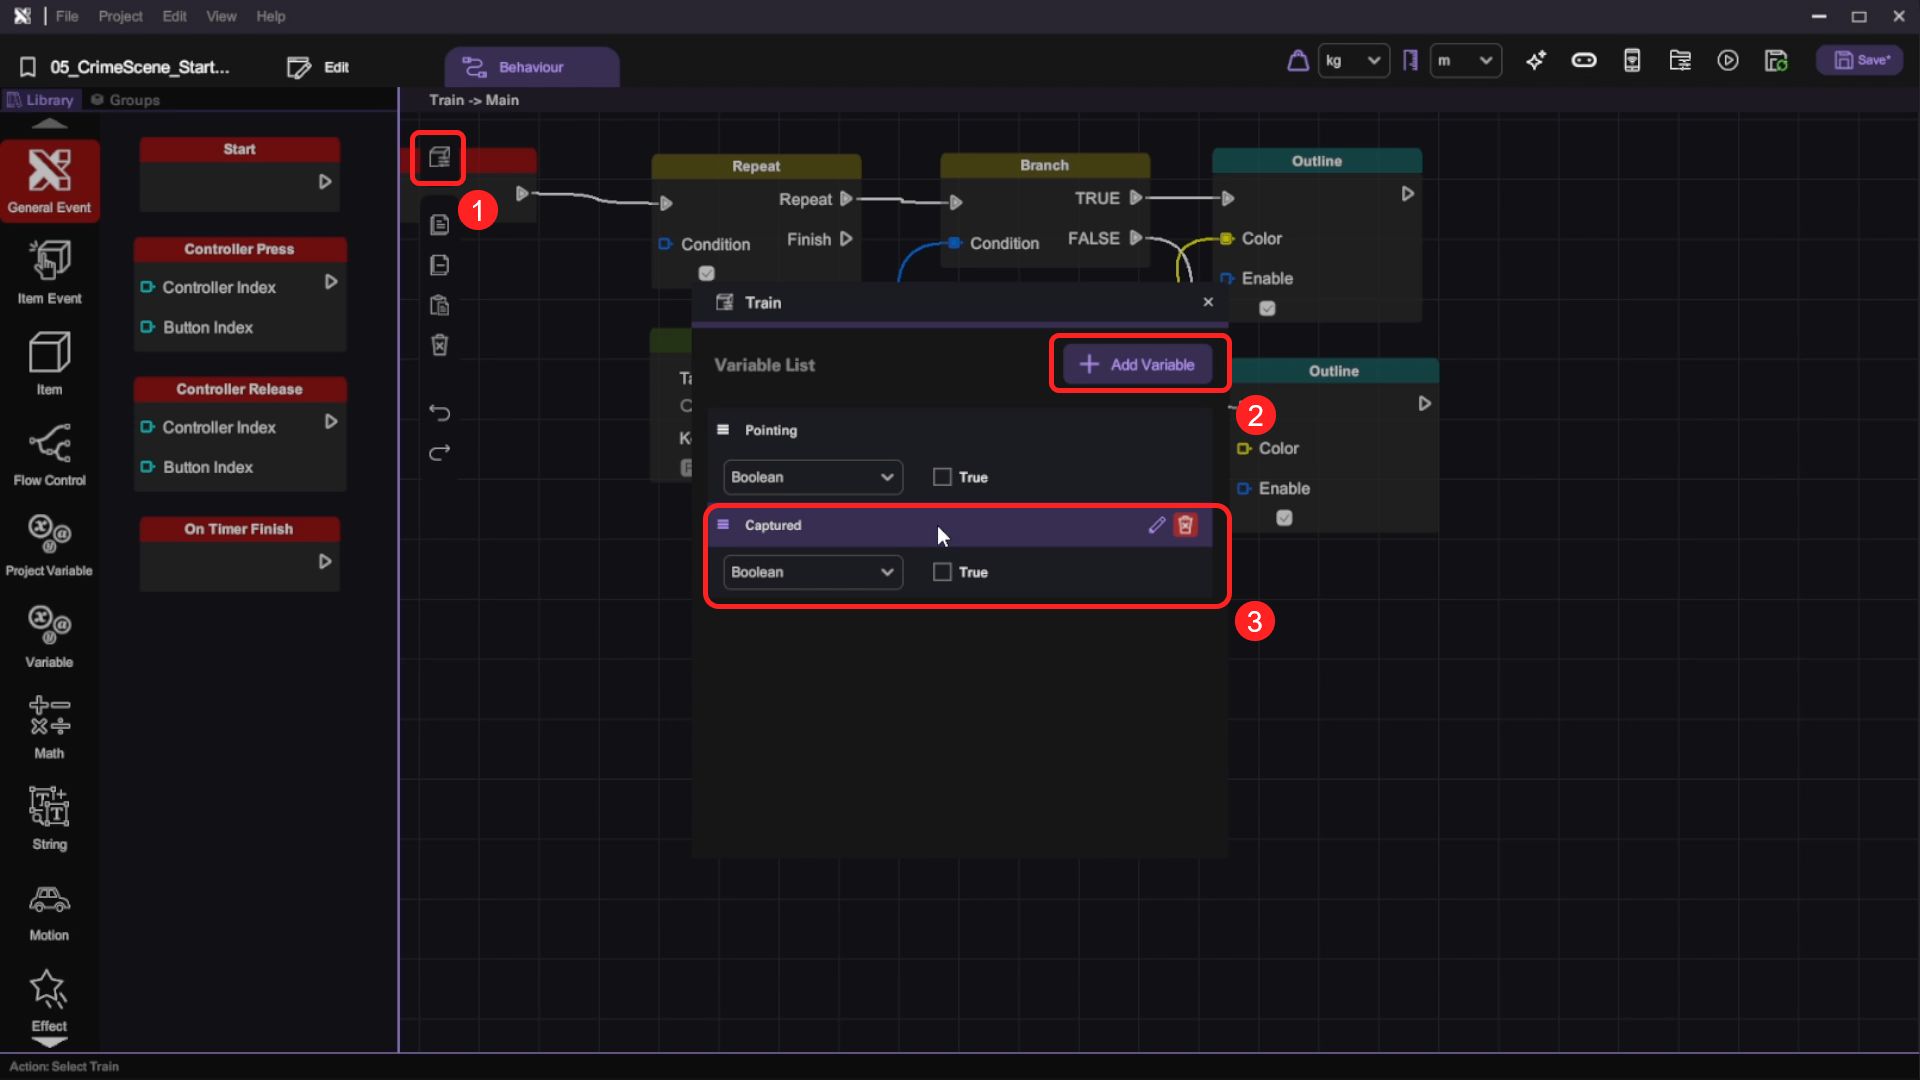 File Project Edit View Help
05_CrimeScene_Start... Edit Behaviour kg m Save*
Library Groups Train -> Main
General Event
Item Event
Item
Flow Control
Project Variable
Variable
Math
String
Motion
Effect
Start
Controller Press
Controller Index
Button Index
Controller Release
Controller Index
Button Index
On Timer Finish
1
Repeat
Repeat
Condition
Finish
Branch
TRUE
Condition
FALSE
Outline
Color
Enable
Outline
Color
Enable
Train
Variable List
Add Variable
2
Pointing
Boolean True
Captured
Boolean True
3
Action: Select Train